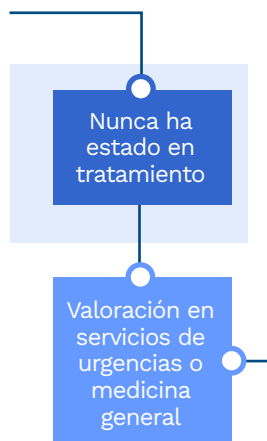 Nunca ha
estado en
tratamiento
Valoración en
servicios de
urgencias o
medicina
general